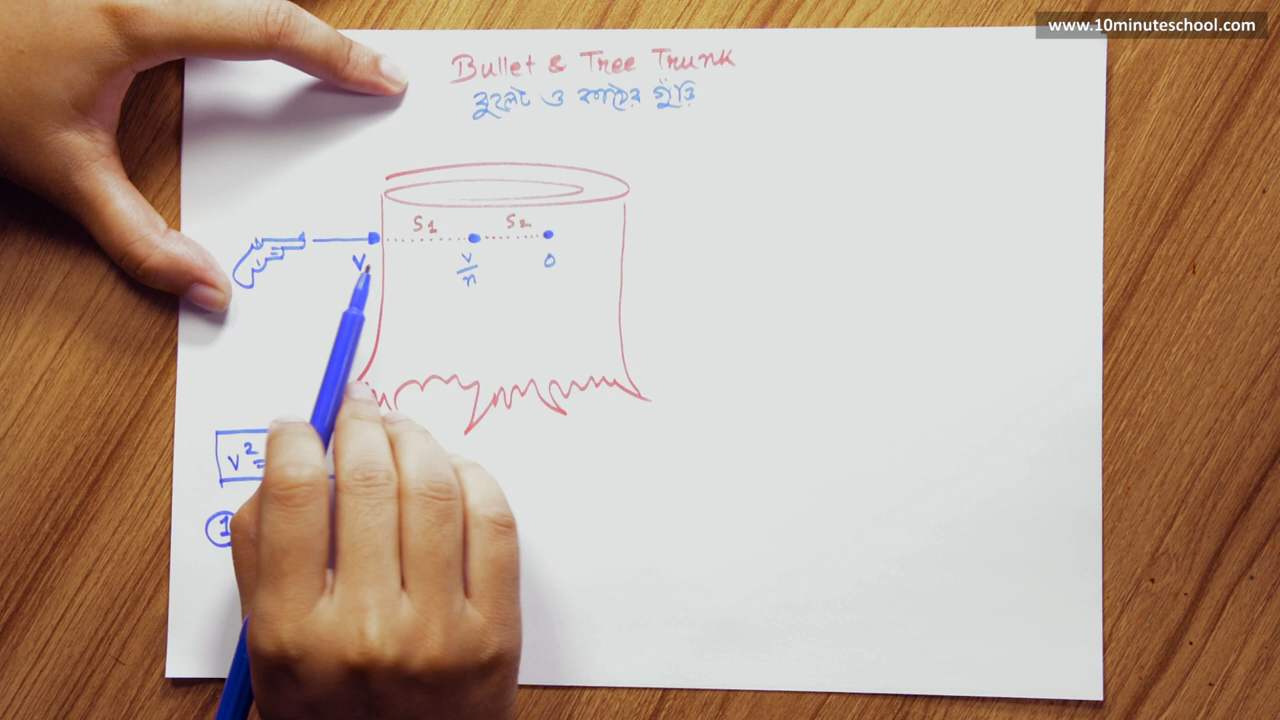 www.10minuteschool.com
Bullet & Tree Trunk
বুলেট ও কাঠের গুঁড়ি
S1 S2
V v/n 0
v² =
1